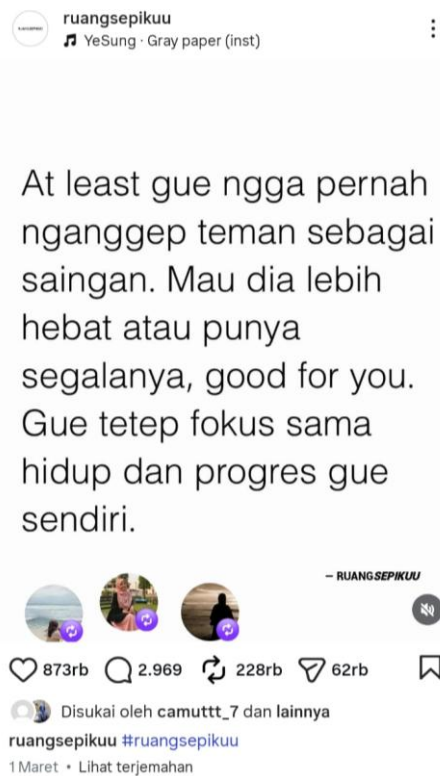 ruangsepikuu
YeSung · Gray paper (inst)
At least gue ngga pernah
nganggep teman sebagai
saingan. Mau dia lebih
hebat atau punya
segalanya, good for you.
Gue tetep fokus sama
hidup dan progres gue
sendiri.
– RUANGSEPIKUU
873rb 2.969 228rb 62rb
Disukai oleh camuttt_7 dan lainnya
ruangsepikuu #ruangsepikuu
1 Maret • Lihat terjemahan